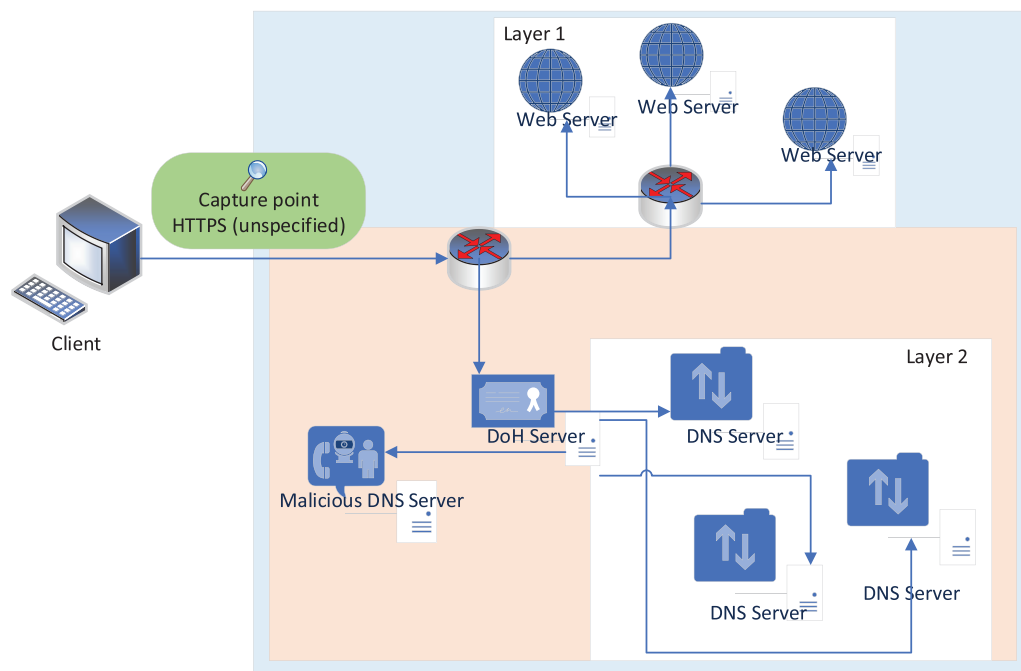 Layer 1
Web Server
Web Server
Web Server
Capture point
HTTPS (unspecified)
Client
Layer 2
DoH Server
DNS Server
Malicious DNS Server
DNS Server
DNS Server